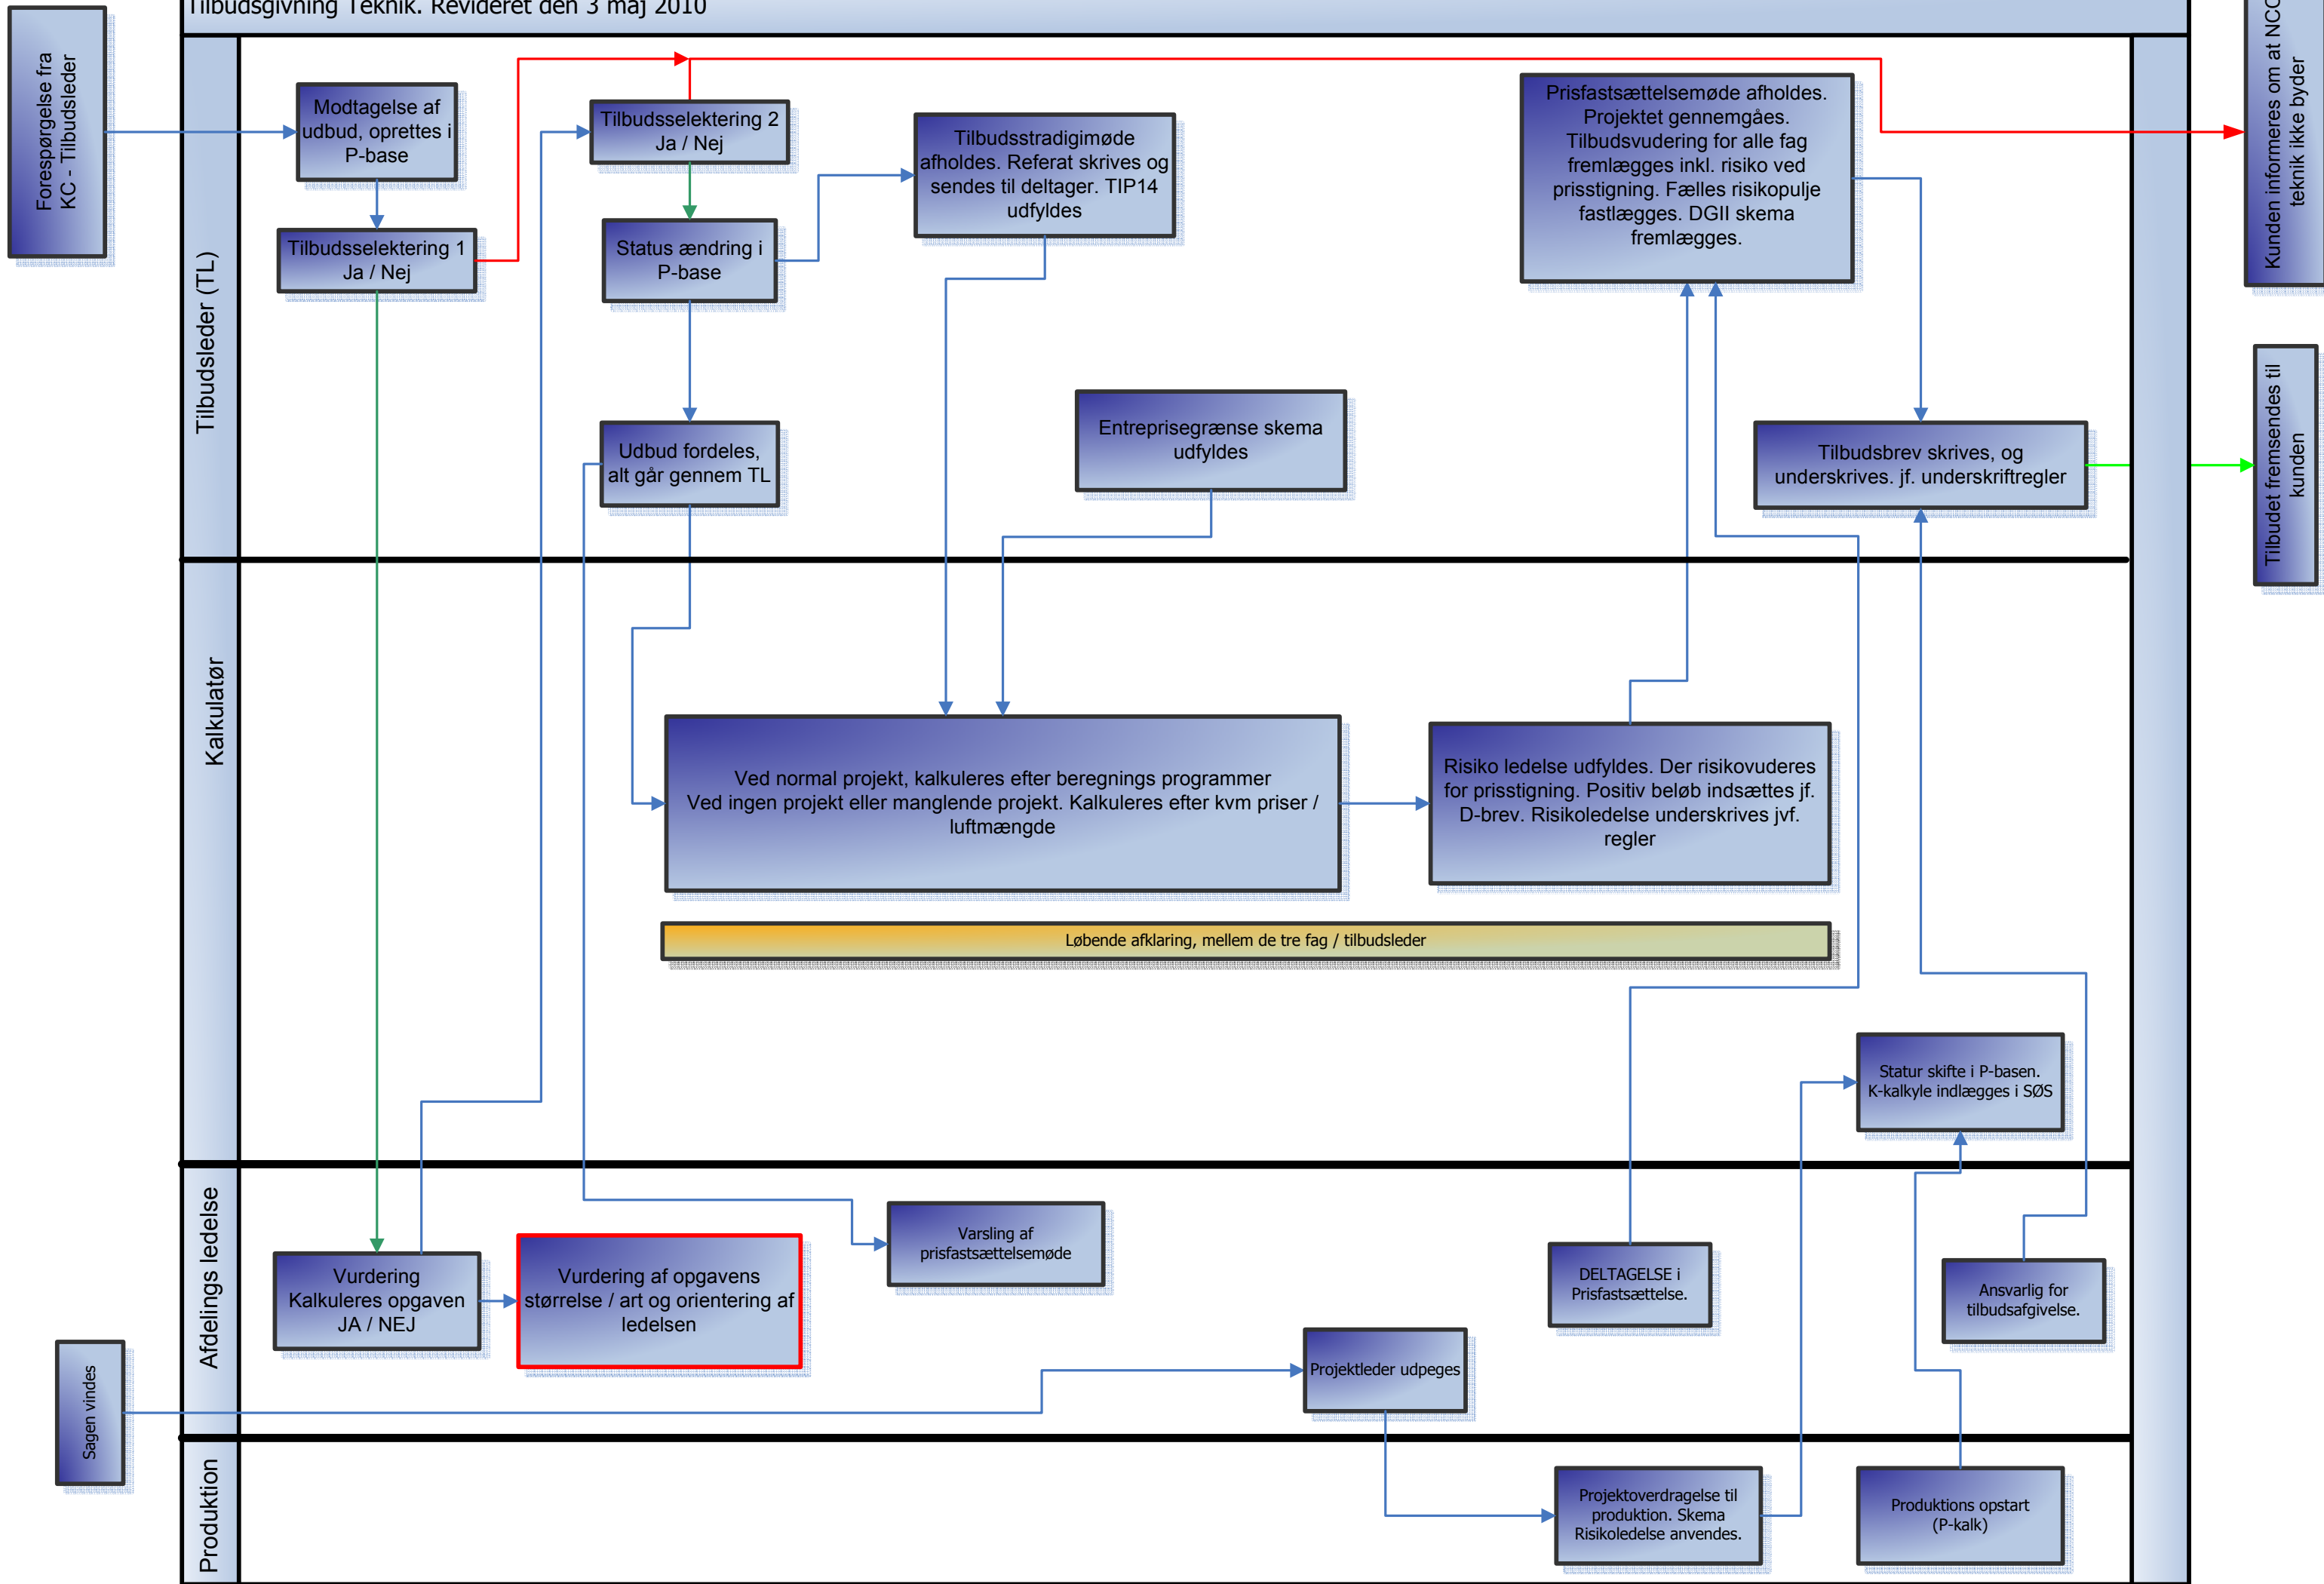 Tilbudsgivning Teknik. Revideret den 3 maj 2010
Forespørgelse fra
KC - Tilbudsleder
Tilbudsleder (TL)
Modtagelse af
udbud, oprettes i
P-base
Tilbudsselektering 1
Ja / Nej
Tilbudsselektering 2
Ja / Nej
Status ændring i
P-base
Udbud fordeles,
alt går gennem TL
Tilbudsstradigimøde
afholdes. Referat skrives og
sendes til deltager. TIP14
udfyldes
Entreprisegrænse skema
udfyldes
Prisfastsættelsemøde afholdes.
Projektet gennemgåes.
Tilbudsvudering for alle fag
fremlægges inkl. risiko ved
prisstigning. Fælles risikopulje
fastlægges. DGII skema
fremlægges.
Tilbudsbrev skrives, og
underskrives. jf. underskriftregler
Kunden informeres om at NCC
teknik ikke byder
Tilbudet fremsendes til
kunden
Kalkulatør
Ved normal projekt, kalkuleres efter beregnings programmer
Ved ingen projekt eller manglende projekt. Kalkuleres efter kvm priser /
luftmængde
Risiko ledelse udfyldes. Der risikovuderes
for prisstigning. Positiv beløb indsættes jf.
D-brev. Risikoledelse underskrives jvf.
regler
Løbende afklaring, mellem de tre fag / tilbudsleder
Statur skifte i P-basen.
K-kalkyle indlægges i SØS
Afdelings ledelse
Vurdering
Kalkuleres opgaven
JA / NEJ
Vurdering af opgavens
størrelse / art og orientering af
ledelsen
Varsling af
prisfastsættelsemøde
Projektleder udpeges
DELTAGELSE i
Prisfastsættelse.
Ansvarlig for
tilbudsafgivelse.
Sagen vindes
Produktion
Projektoverdragelse til
produktion. Skema
Risikoledelse anvendes.
Produktions opstart
(P-kalk)